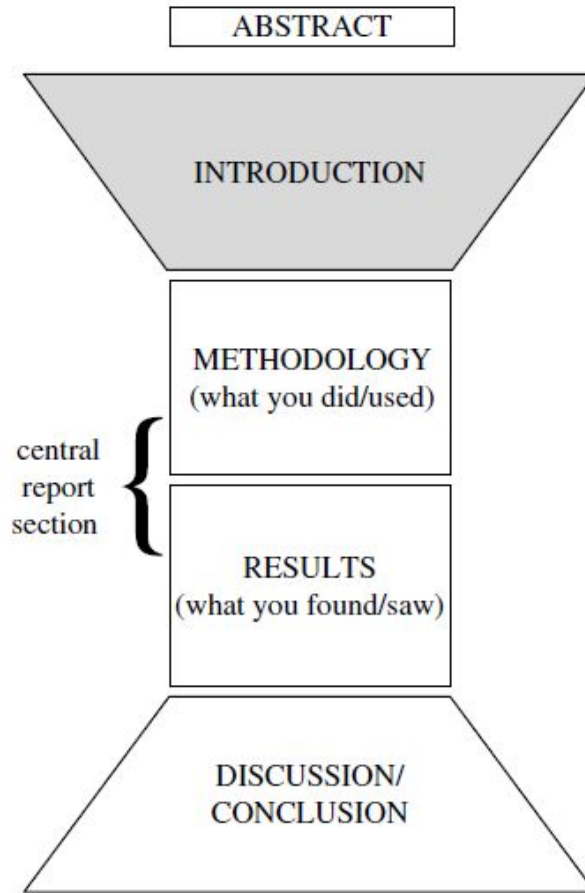 ABSTRACT
INTRODUCTION
METHODOLOGY
(what you did/used)
central
report
section
RESULTS
(what you found/saw)
DISCUSSION/
CONCLUSION